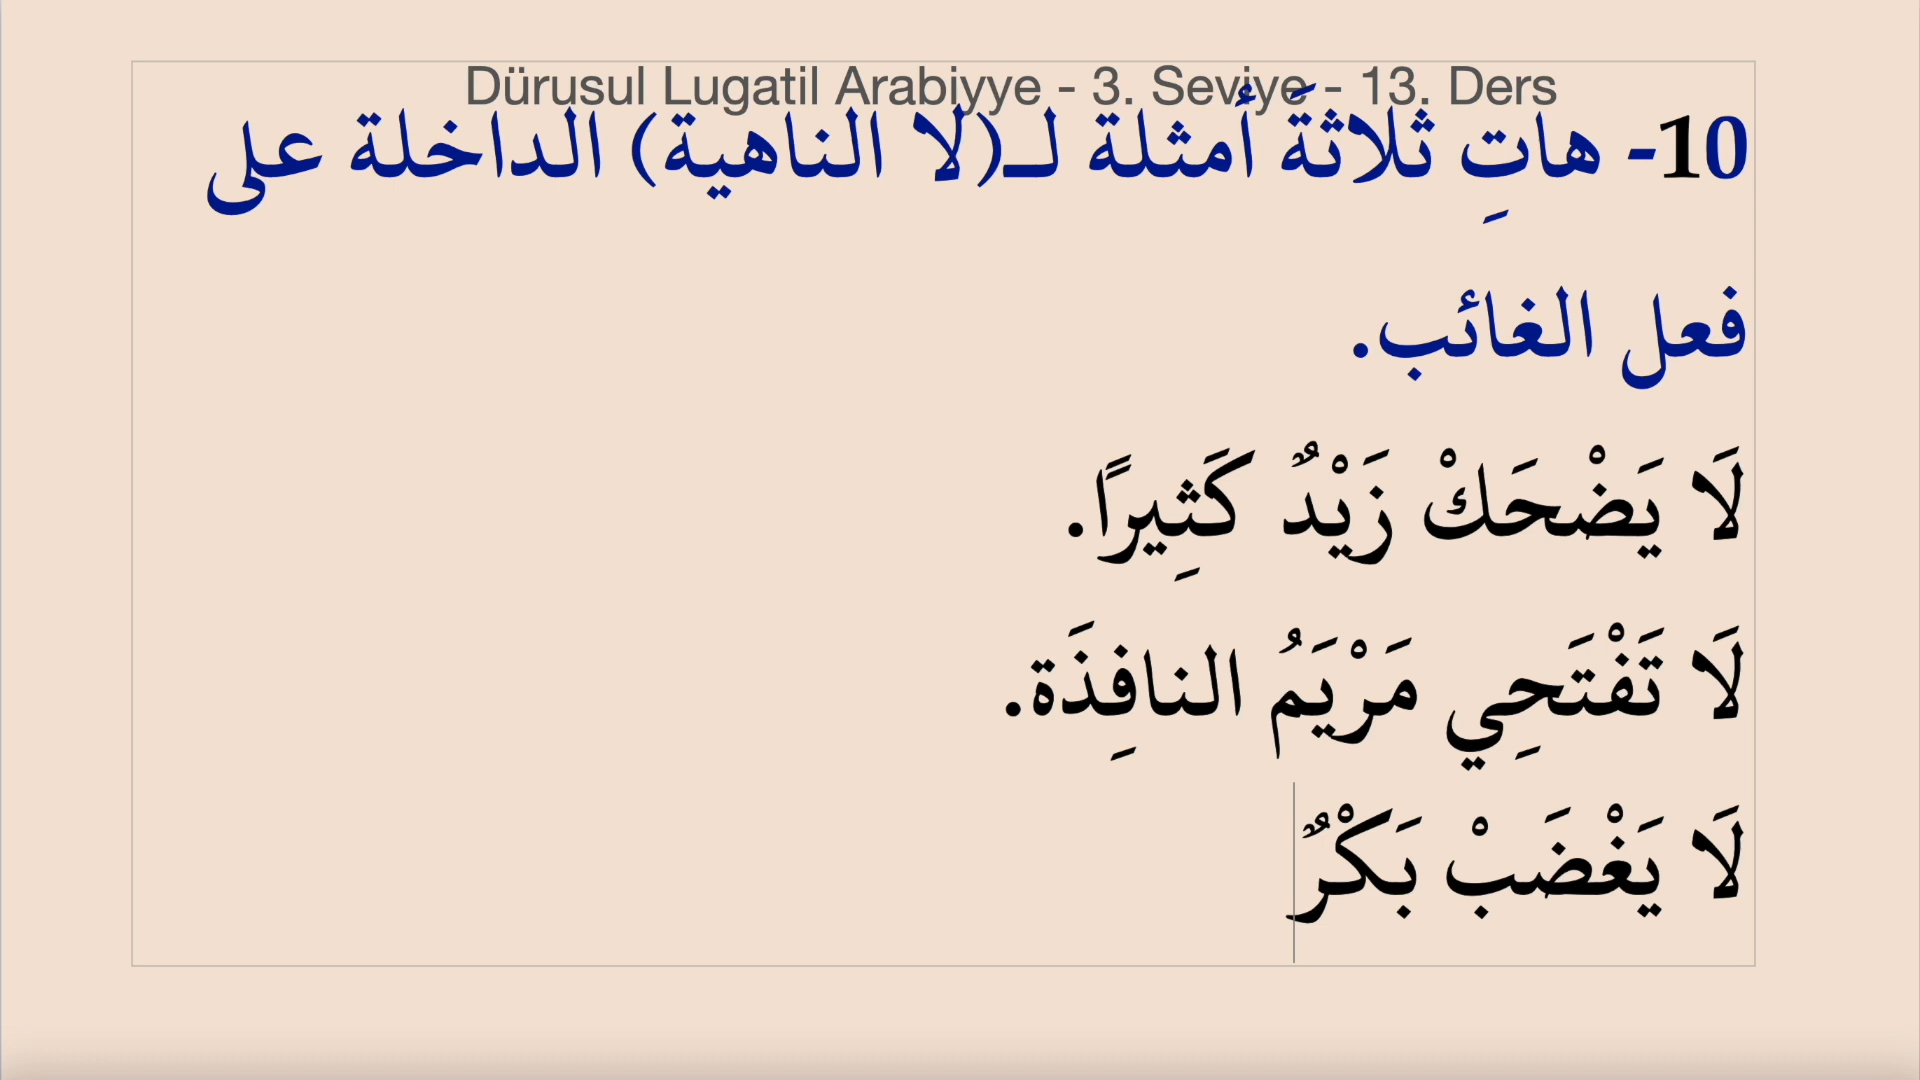 Dürusul Lugatil Arabiyye - 3. Seviye - 13. Ders
10- هاتِ ثلاثةَ أُمثلة لـ(لا الناهية) الداخلة على
فعل الغائب.
لَا يَضْحَكْ زَيْدٌ كَثِيرًا.
لَا تَفْتَحِي مَرْيَمُ النافِذَة.
لَا يَغْضَبْ بَكْرٌ